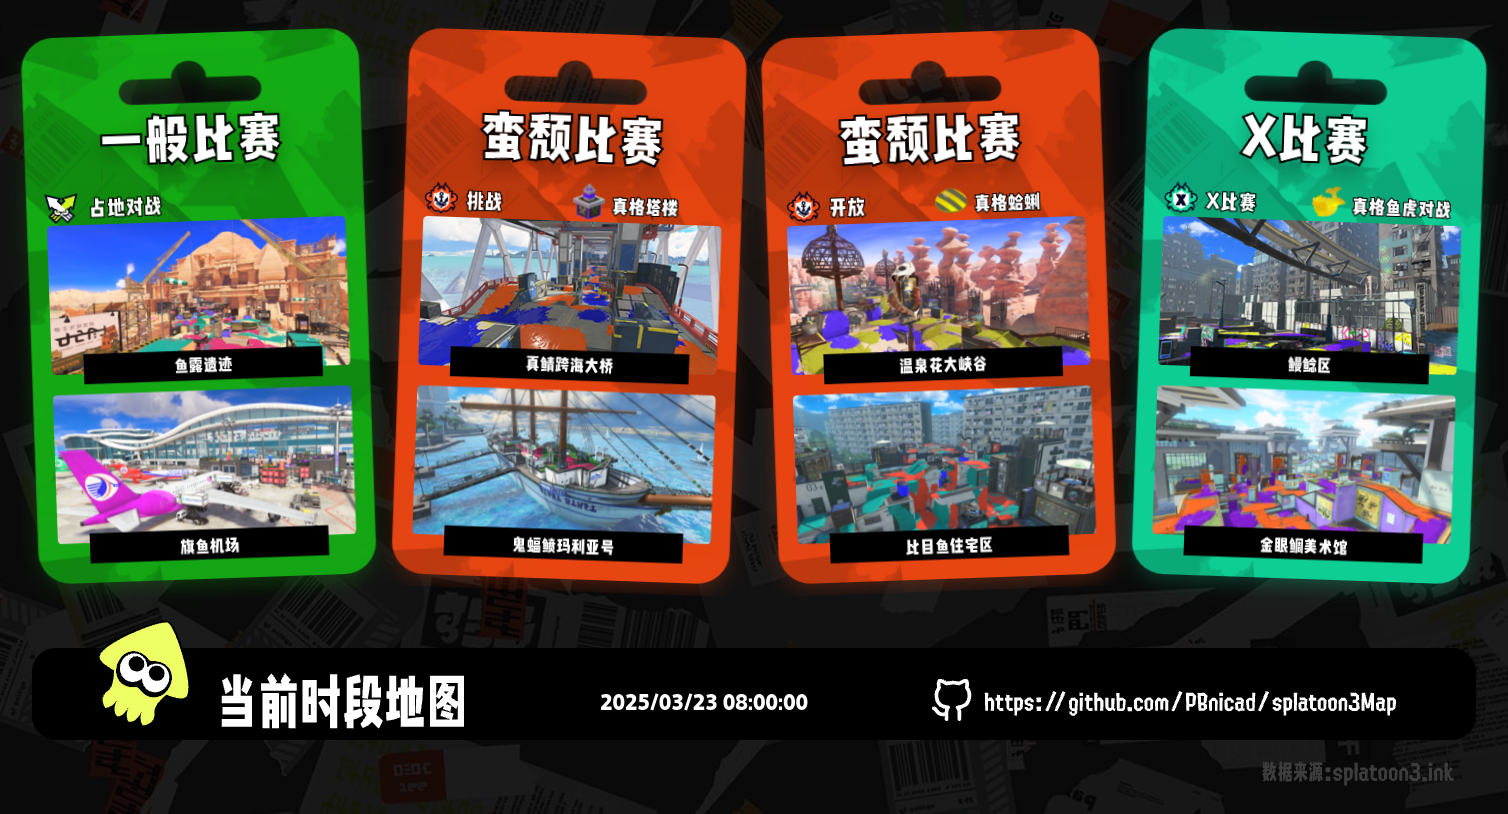 一般比赛
占地对战
鱼露遗迹
旗鱼机场
蛮颓比赛
挑战
真格塔楼
真鲭跨海大桥
鬼蝠鲼玛利亚号
蛮颓比赛
开放
真格蛤蜊
温泉花大峡谷
比目鱼住宅区
X比赛
X比赛
真格鱼虎对战
鳗鲶区
金眼鲷美术馆
当前时段地图
2025/03/23 08:00:00
https://github.com/PBnicad/splatoon3Map
数据来源:splatoon3.ink